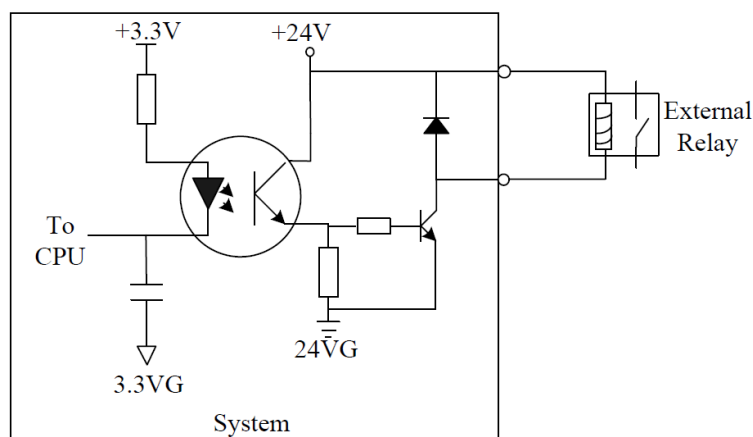 +3.3V
+24V
External
Relay
To
CPU
24VG
3.3VG
System